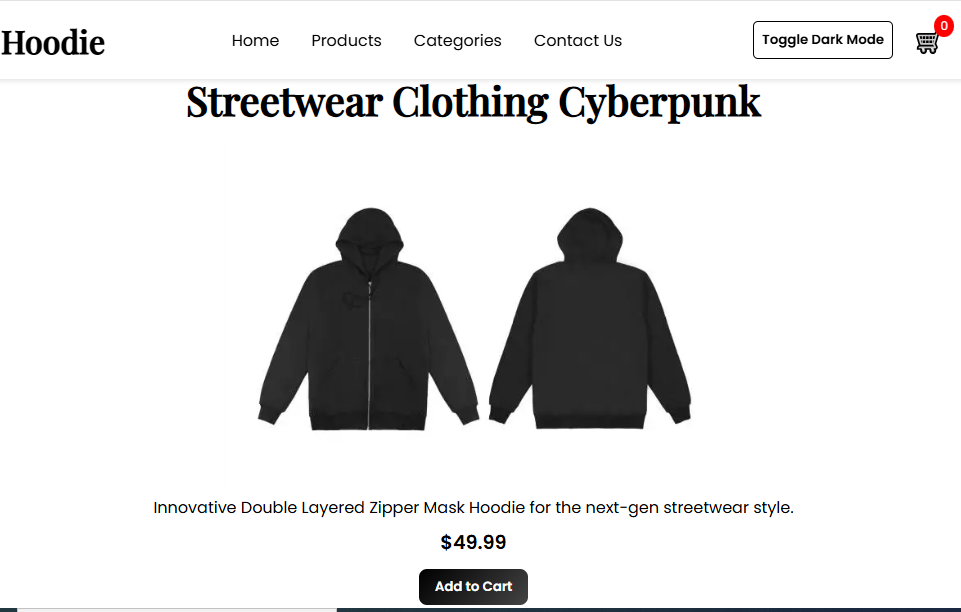 Hoodie
Home
Products
Categories
Contact Us
Toggle Dark Mode
0
Streetwear Clothing Cyberpunk
Innovative Double Layered Zipper Mask Hoodie for the next-gen streetwear style.
$49.99
Add to Cart